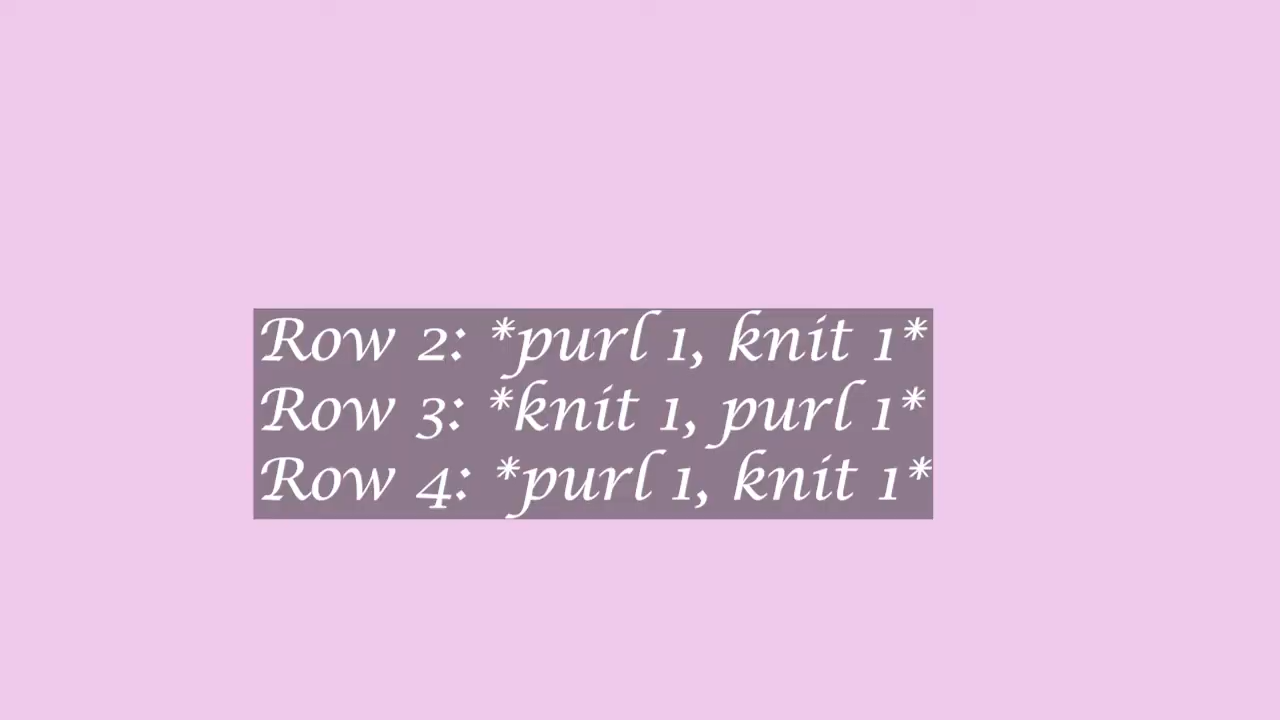 Row 2: *purl 1, knit 1*
Row 3: *knit 1, purl 1*
Row 4: *purl 1, knit 1*